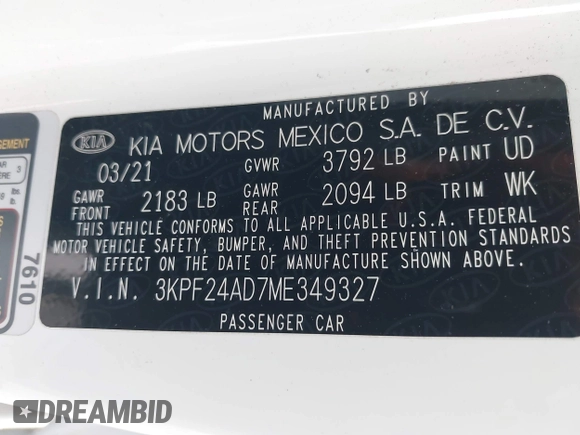 MANUFACTURED BY
KIA KIA MOTORS MEXICO S.A. DE C.V.
03/21 GVWR 3792 LB PAINT UD
GAWR FRONT 2183 LB GAWR REAR 2094 LB TRIM WK
THIS VEHICLE CONFORMS TO ALL APPLICABLE U.S.A. FEDERAL
MOTOR VEHICLE SAFETY, BUMPER, AND THEFT PREVENTION STANDARDS
IN EFFECT ON THE DATE OF MANUFACTURE SHOWN ABOVE.
V.I.N. 3KPF24AD7ME349327
PASSENGER CAR
7610
DREAMBID